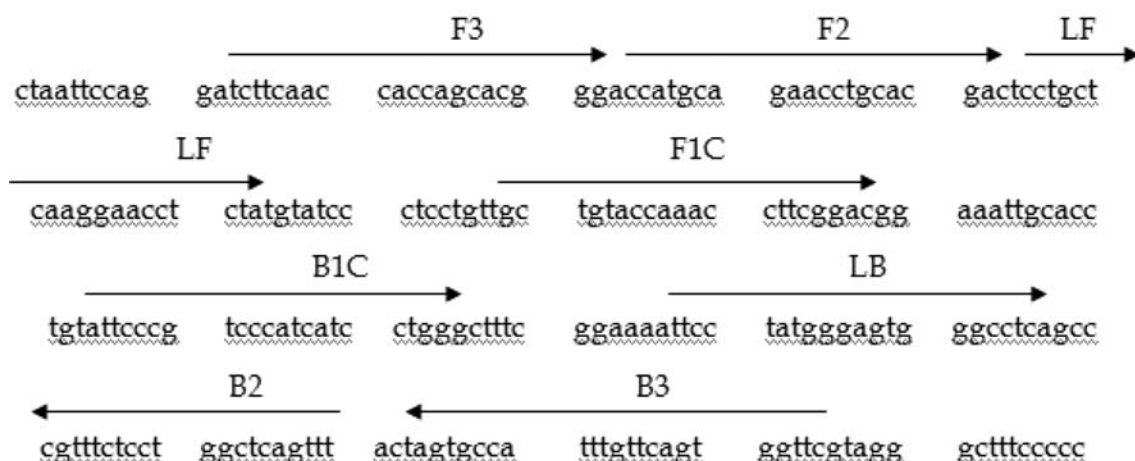 F3 F2 LF
ctaattccag gatcttcaac caccagcacg ggaccatgca gaacctgcac gactcctgct
LF F1C
caaggaacct ctatgtatcc ctcctgttgc tgtaccaaac cttcggacgg aaattgcacc
B1C LB
tgtattcccg tcccatcatc ctgggctttc ggaaaattcc tatgggagtg ggcctcagcc
B2 B3
cgtttctcct ggctcagttt actagtgcca tttgttcagt ggttcgtagg gctttccccc